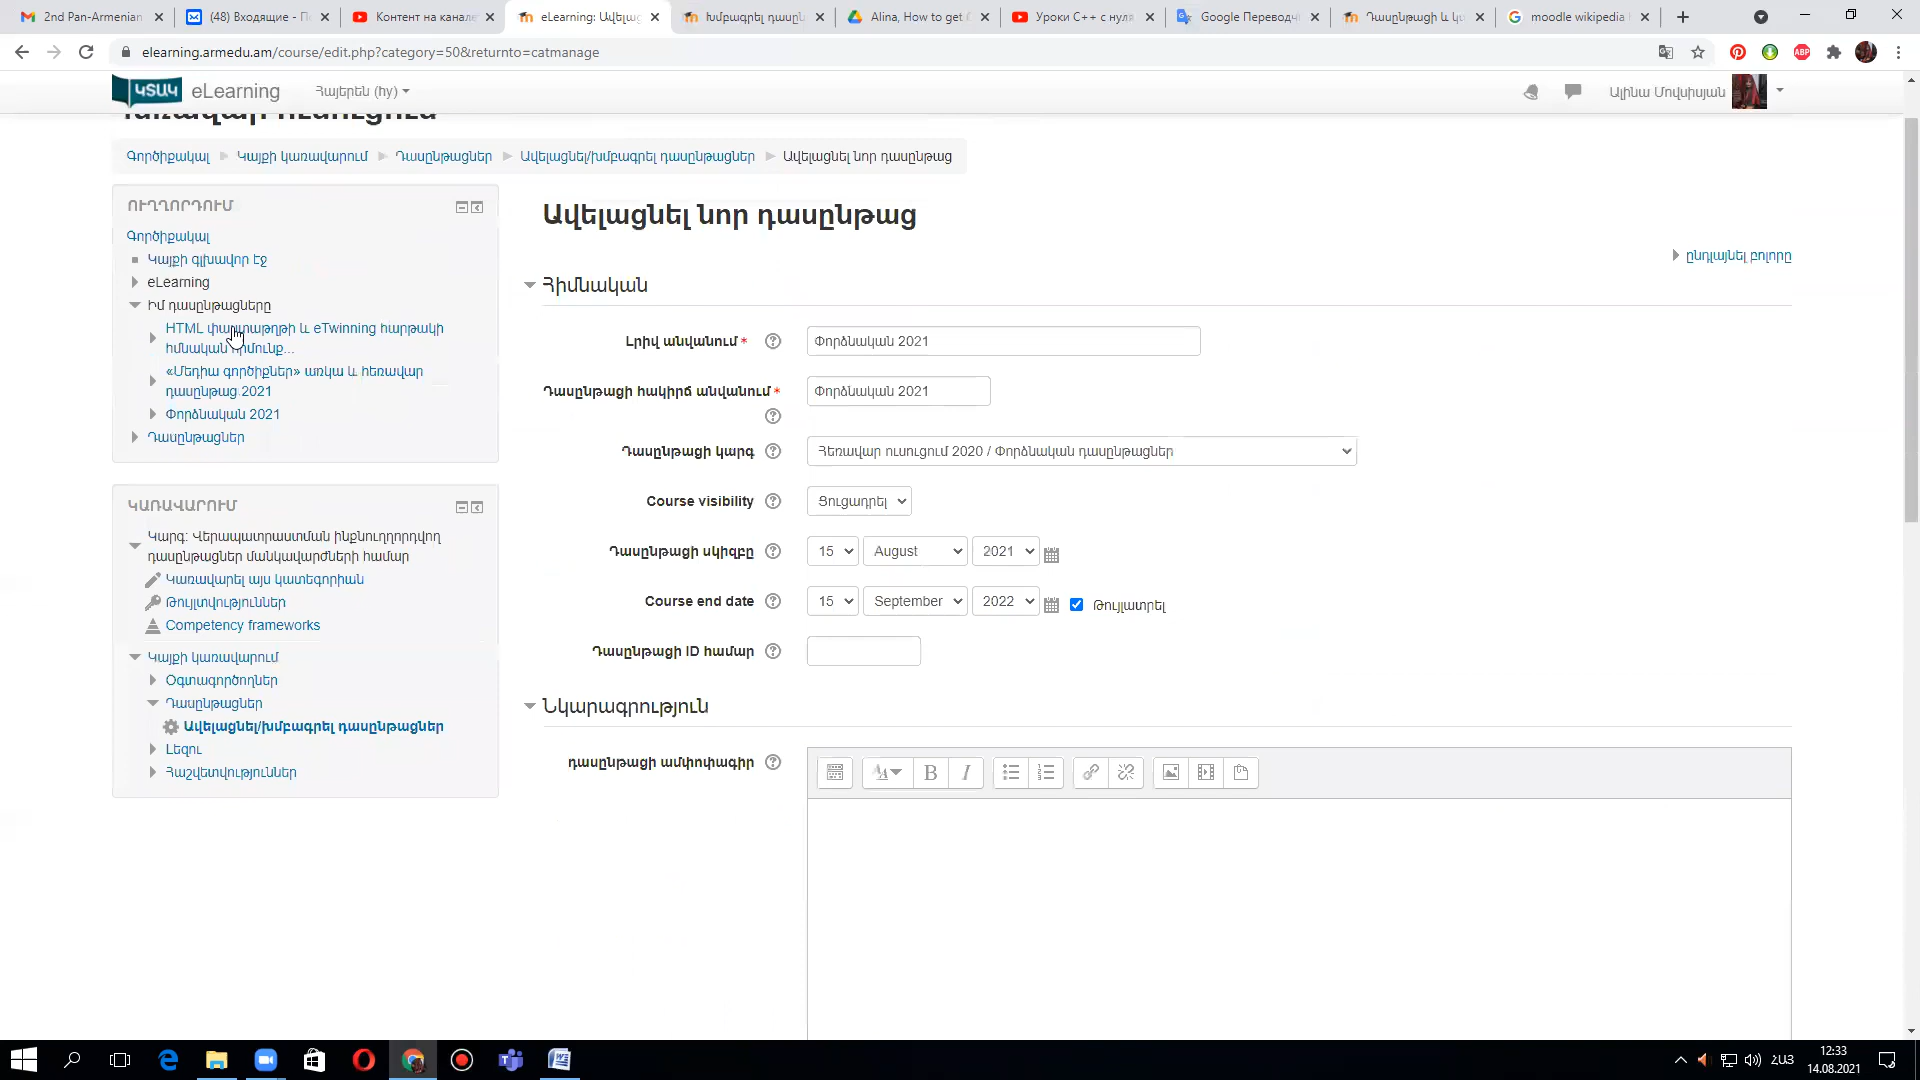 2nd Pan-Armenian
(48) Входящие - П
Контент на канале
eLearning: Ավելաց
Խմբագրել դասըն
Alina, How to get f
Уроки C++ с нуля
Google Переводч
Դասընթացի և կ
moodle wikipedia
elearning.armedu.am/course/edit.php?category=50&returnto=catmanage
ԿՏԱԿ eLearning
Հայերեն (hy)
Ալինա Մովսիսյան
Գործիքակալ
Կայքի կառավարում
Դասընթացներ
Ավելացնել/խմբագրել դասընթացներ
Ավելացնել նոր դասընթաց
ՈՒՂՂՈՐԴՈՒՄ
Գործիքակալ
Կայքի գլխավոր էջ
eLearning
Իմ դասընթացները
HTML փաստաթղթի և eTwinning հարթակի
հմնական դրմունք...
«Մեդիա գործիքներ» առկա և հեռավար
դասընթաց 2021
Փորձնական 2021
Դասընթացներ
ԿԱՌԱՎԱՐՈՒՄ
Կարգ: Վերապատրաստման ինքնուղղորդվող
դասընթացներ մանկավարժների համար
Կառավարել այս կատեգորիան
Թույլտվություններ
Competency frameworks
Կայքի կառավարում
Օգտագործողներ
Դասընթացներ
Ավելացնել/խմբագրել դասընթացներ
Լեզու
Հաշվետվություններ
Ավելացնել նոր դասընթաց
ընդլայնել բոլորը
Հիմնական
Լրիվ անվանում * Փորձնական 2021
Դասընթացի հակիրճ անվանում * Փորձնական 2021
Դասընթացի կարգ Հեռավար ուսուցում 2020 / Փորձնական դասընթացներ
Course visibility Ցուցադրել
Դասընթացի սկիզբը 15 August 2021
Course end date 15 September 2022 Թույլատրել
Դասընթացի ID համար
Նկարագրություն
դասընթացի ամփոփագիր
ՀԱՅ
12:33
14.08.2021